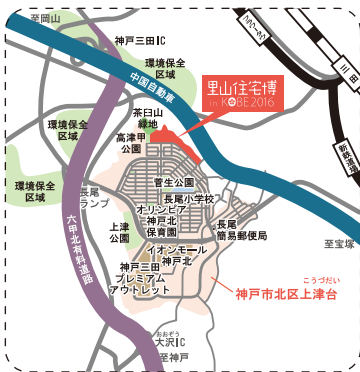 至岡山
神戸三田IC
環境保全
区域
里山住宅博
in KOBE 2016
中国自動車
三田
新鉄道
茶臼山
緑地
環境保全
区域
高津甲
公園
菅生公園
環境保全
区域
長尾
ランプ
長尾小学校
オリンピア
神戸北
保育園
上津
公園
長尾
簡易郵便局
イオンモール
神戸北
至宝塚
六甲北有料道路
神戸三田
プレミアム
アウトレット
こうづだい
神戸市北区上津台
おおぞう
大沢IC
至神戸